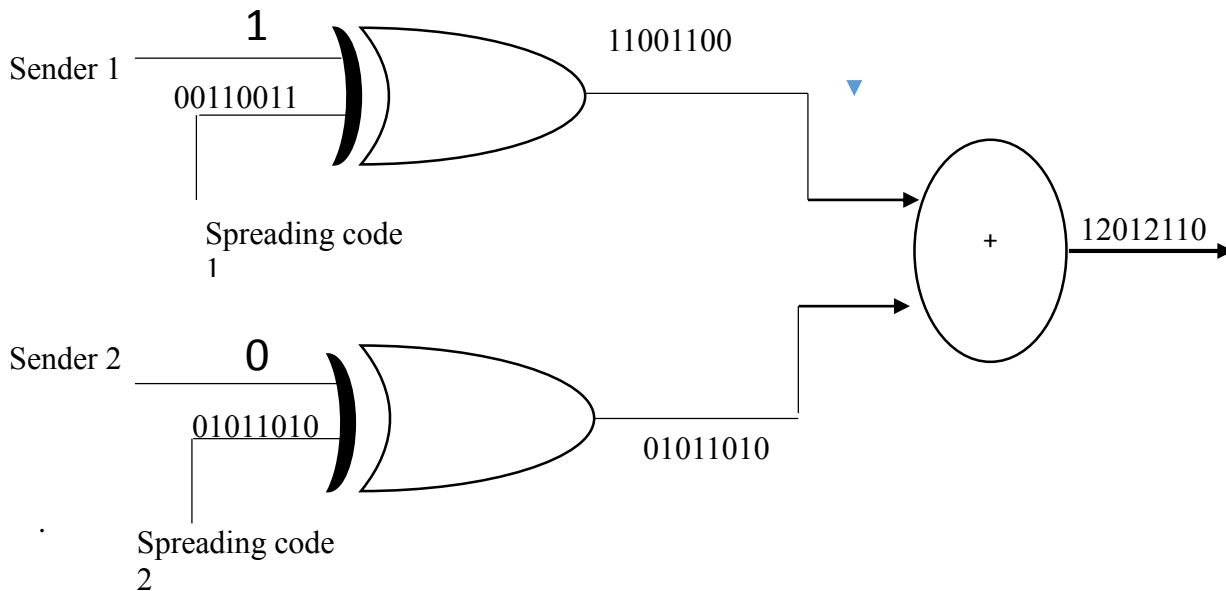 1
11001100
Sender 1
00110011
Spreading code
1
+
12012110
Sender 2
0
01011010
01011010
.
Spreading code
2